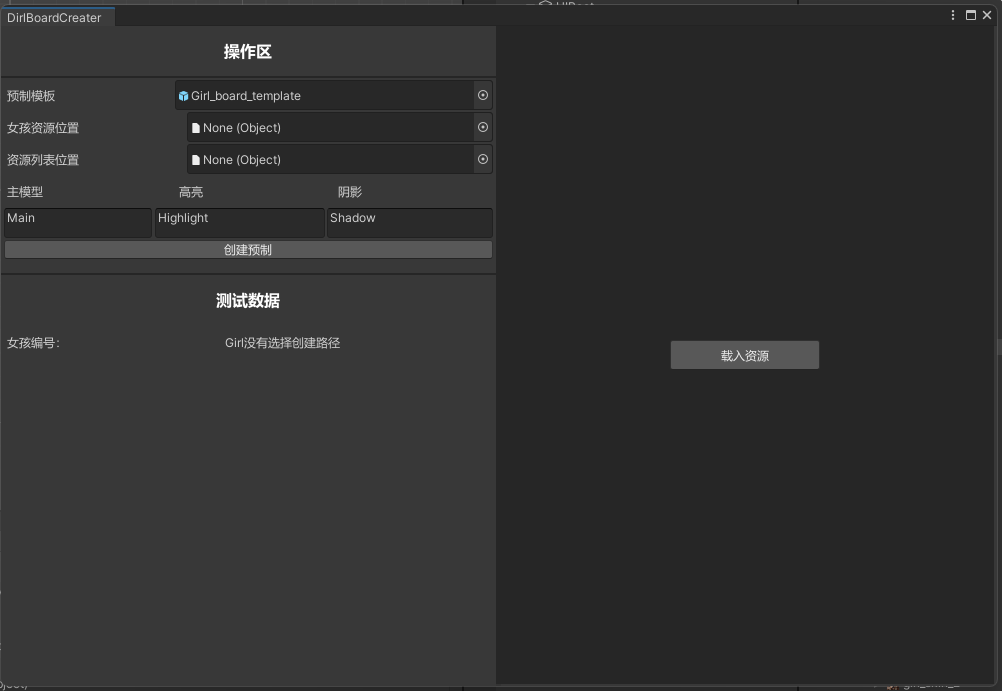 DirlBoardCreater
操作区
预制模板 Girl_board_template
女孩资源位置 None (Object)
资源列表位置 None (Object)
主模型 高亮 阴影
Main Highlight Shadow
创建预制
测试数据
女孩编号: Girl没有选择创建路径
载入资源